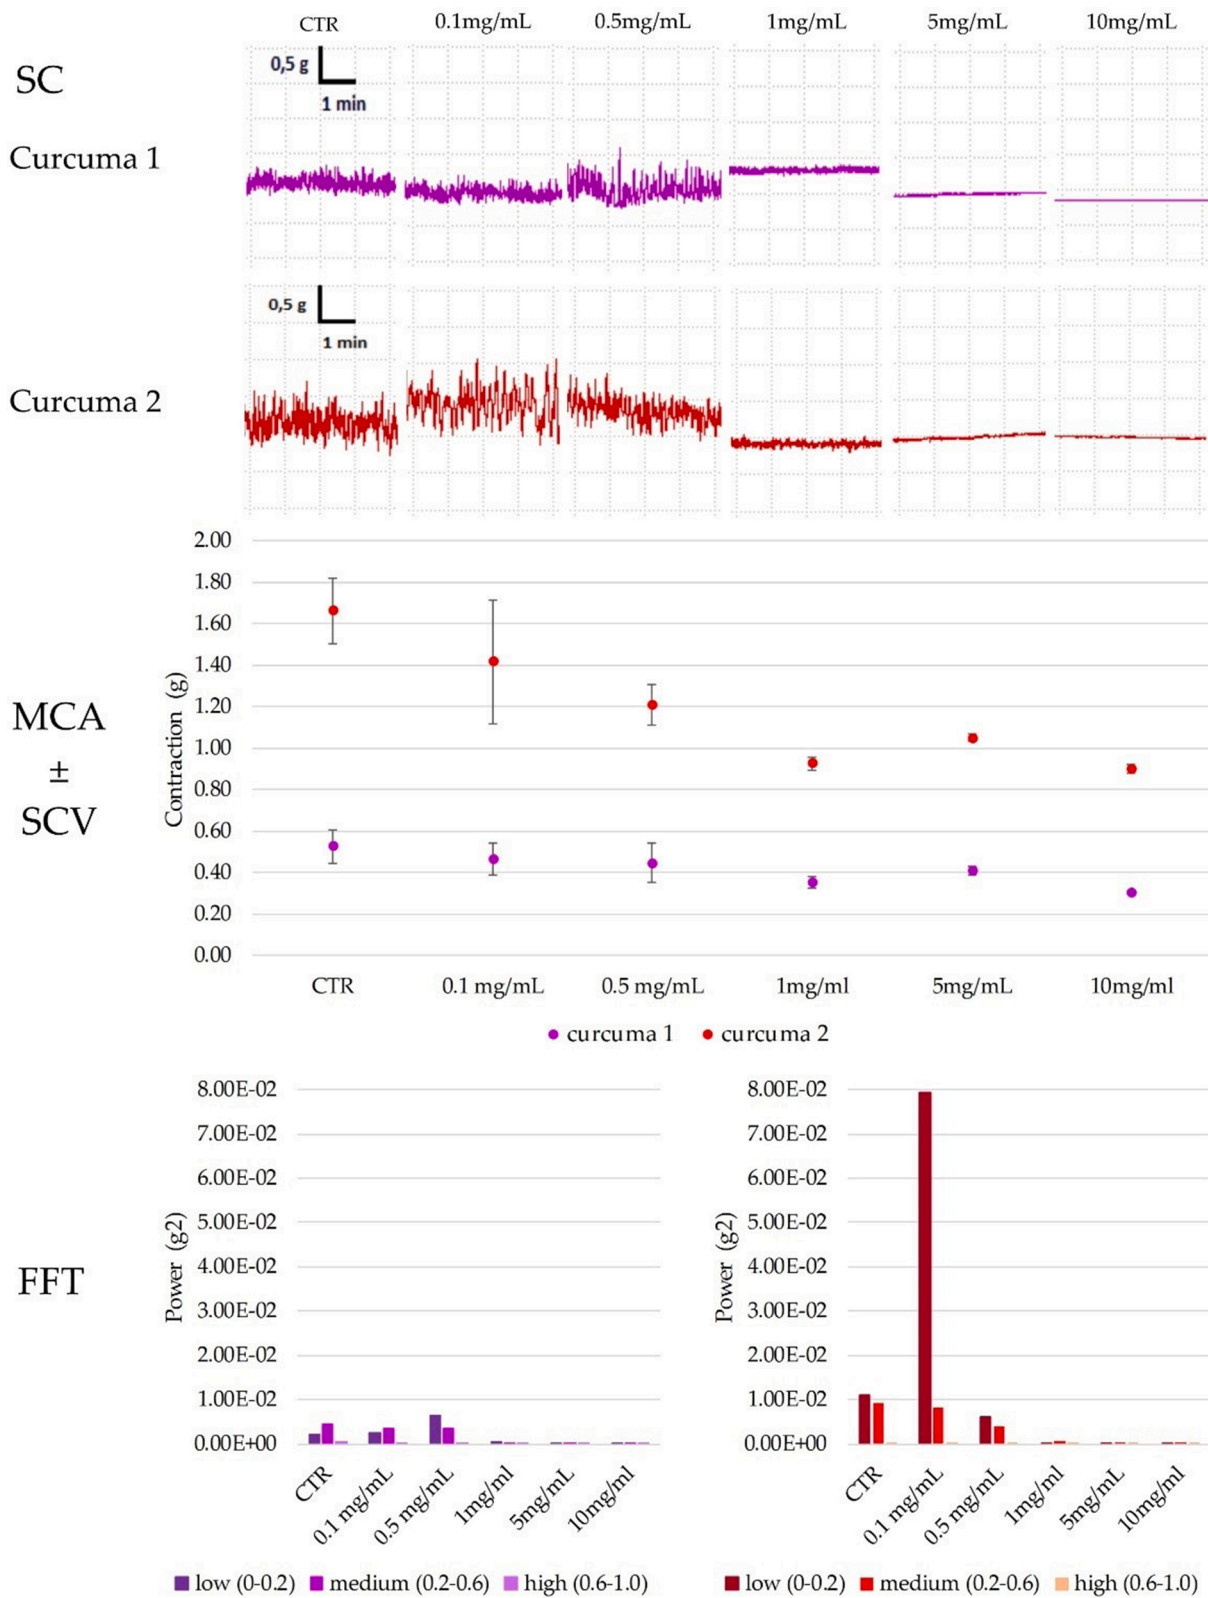 CTR 0.1mg/mL 0.5mg/mL 1mg/mL 5mg/mL 10mg/mL
SC
0,5 g
1 min
Curcuma 1
0,5 g
1 min
Curcuma 2
MCA
±
SCV
Contraction (g)
2.00
1.80
1.60
1.40
1.20
1.00
0.80
0.60
0.40
0.20
0.00
CTR 0.1 mg/mL 0.5 mg/mL 1mg/ml 5mg/mL 10mg/ml
curcuma 1 curcuma 2
FFT
Power (g2)
8.00E-02
7.00E-02
6.00E-02
5.00E-02
4.00E-02
3.00E-02
2.00E-02
1.00E-02
0.00E+00
CTR 0.1 mg/mL 0.5 mg/mL 1mg/ml 5mg/mL 10mg/ml
low (0-0.2) medium (0.2-0.6) high (0.6-1.0)
Power (g2)
8.00E-02
7.00E-02
6.00E-02
5.00E-02
4.00E-02
3.00E-02
2.00E-02
1.00E-02
0.00E+00
CTR 0.1 mg/mL 0.5 mg/mL 1mg/ml 5mg/mL 10mg/ml
low (0-0.2) medium (0.2-0.6) high (0.6-1.0)